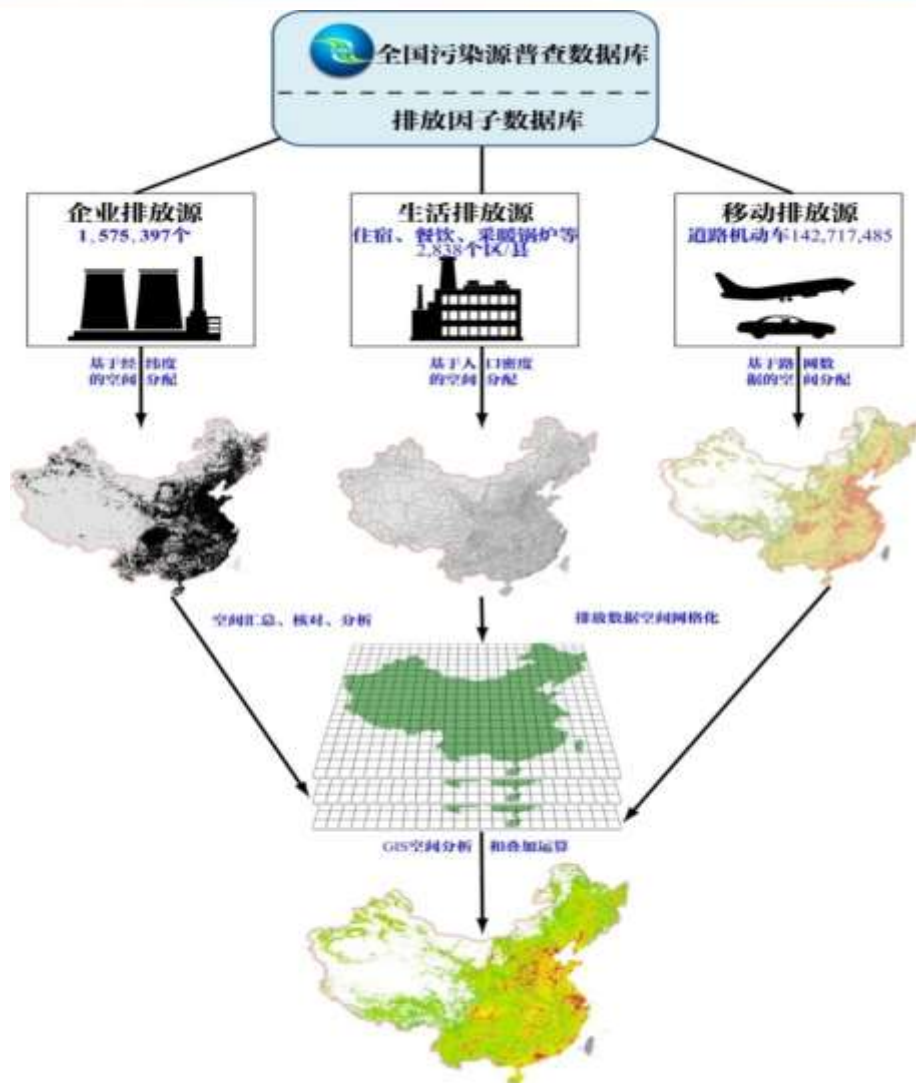 全国污染源普查数据库
排放因子数据库
企业排放源
1,575,397个
生活排放源
住宿、餐饮、采暖锅炉等
2,838个区/县
移动排放源
道路机动车142,717,485
基于经纬度
的空间分配
基于人口密度
的空间分配
基于路网数
据的空间分配
空间汇总、核对、分析
排放数据空间网格化
GIS空间分析和叠加运算